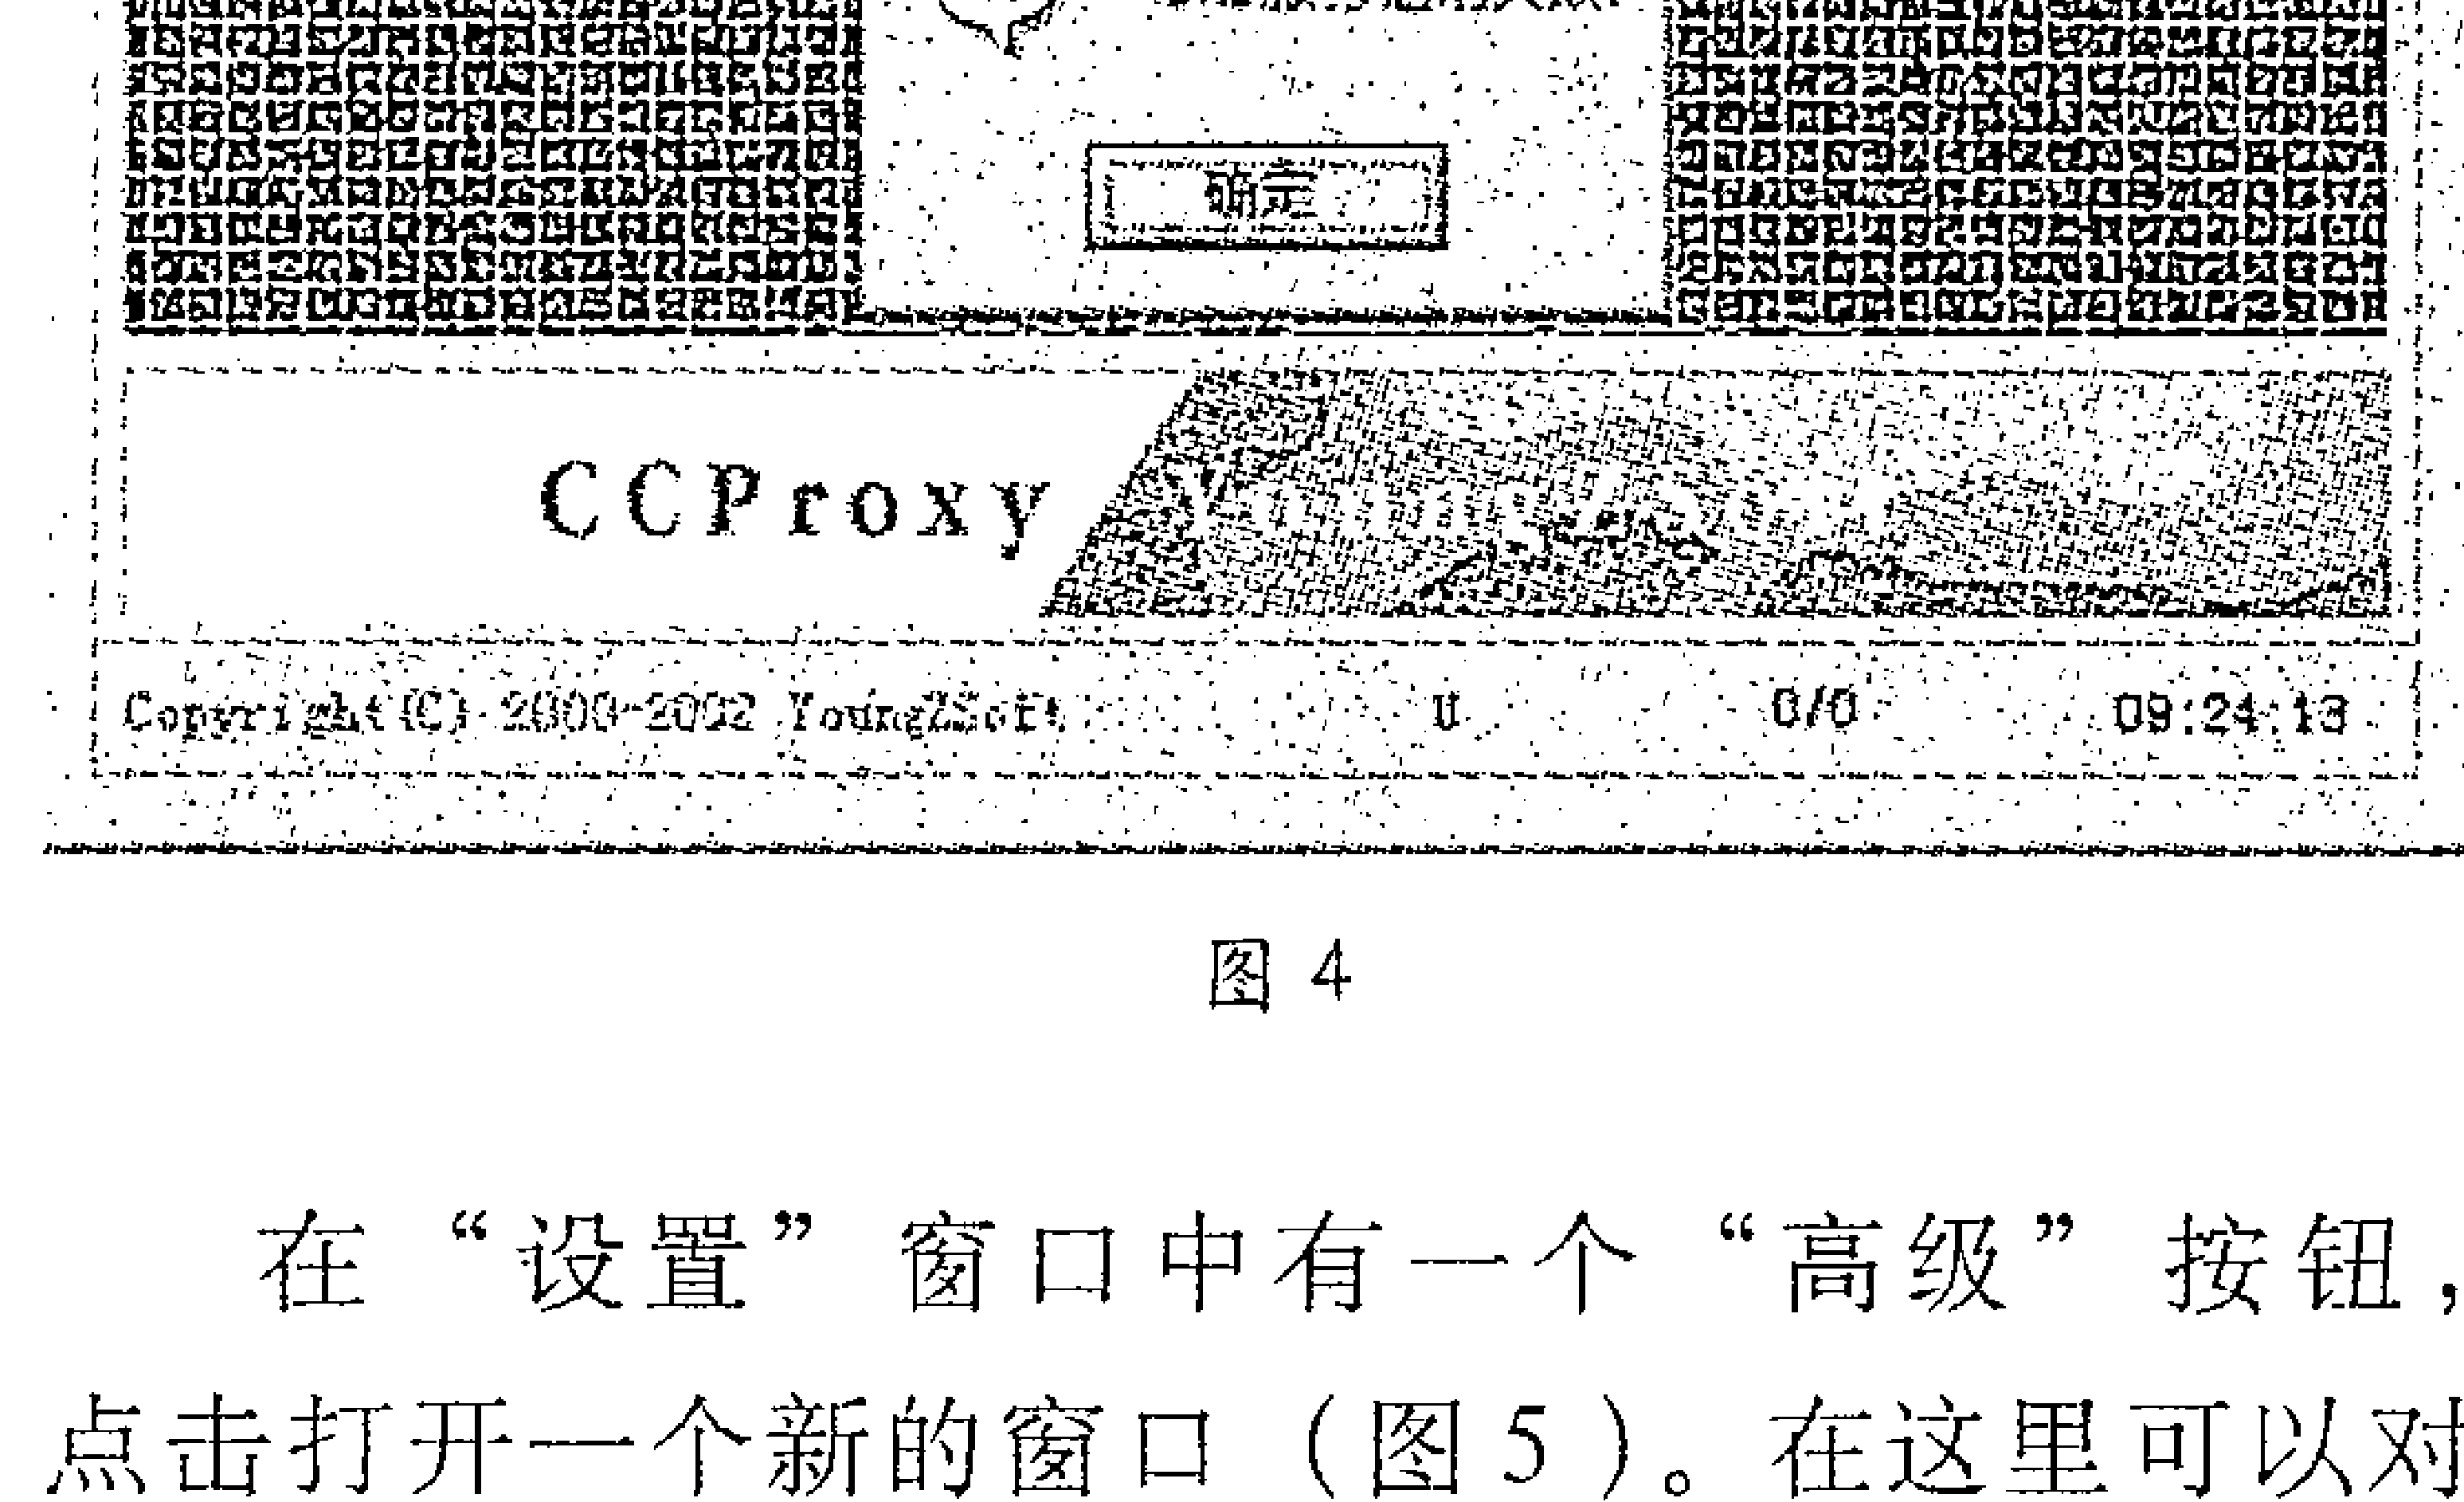 确定
CCProxy
Copyright(C) 2000-2002 YoungZSoft 0 0/0 09:24:13
图 4
在“设置”窗口中有一个“高级”按钮，
点击打开一个新的窗口（图 5）。在这里可以对